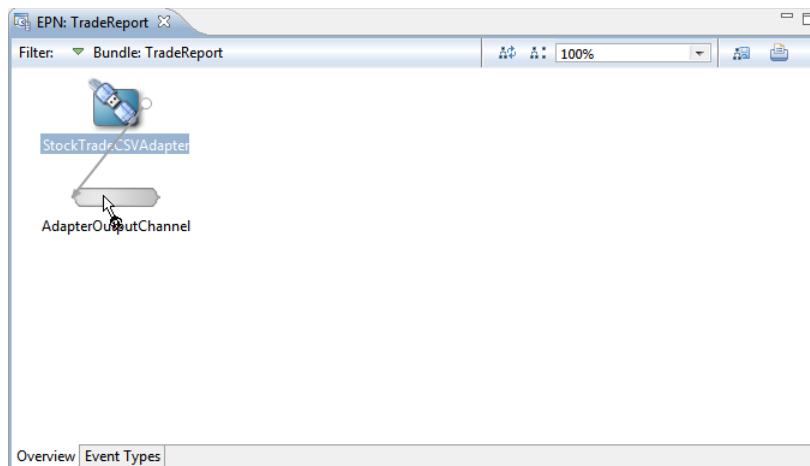 EPN: TradeReport
Filter: Bundle: TradeReport 100%
StockTradeCSVAdapter
AdapterOutputChannel
Overview Event Types